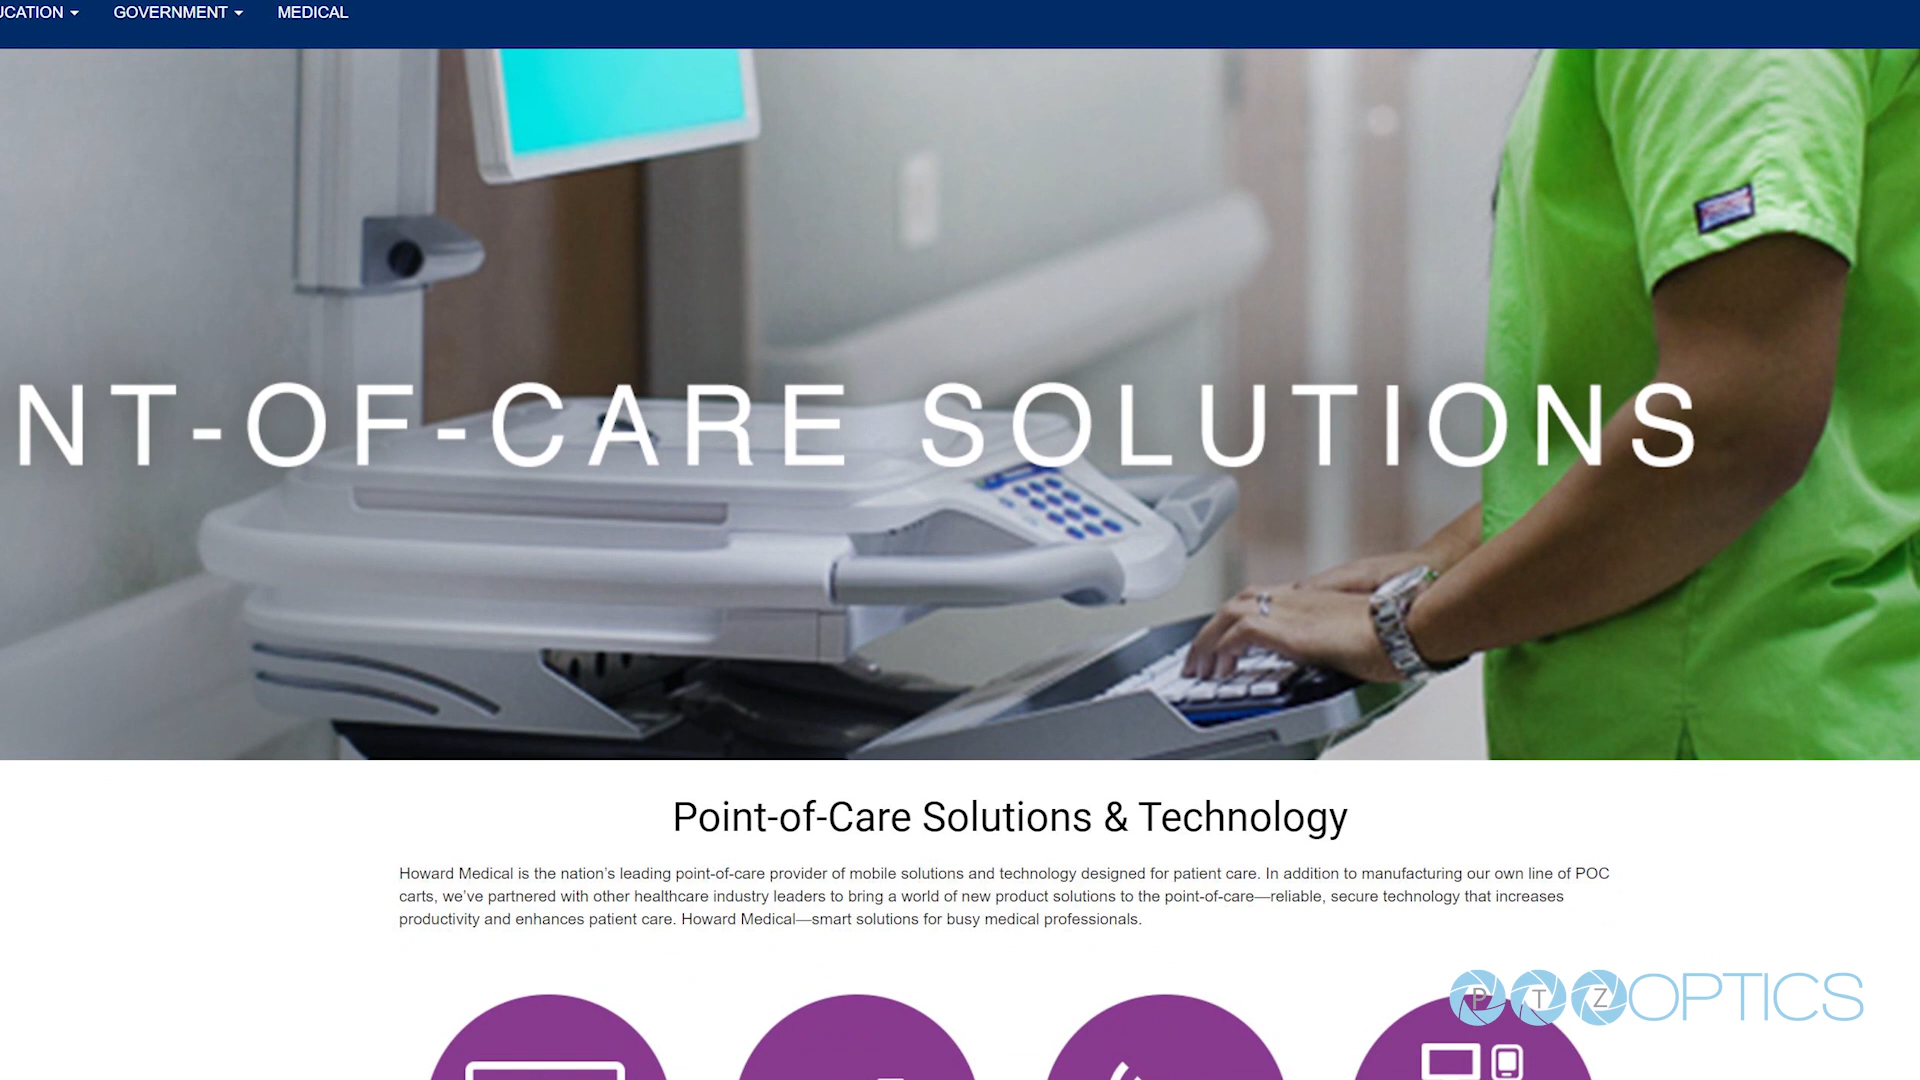 UCATION GOVERNMENT MEDICAL
NT-OF-CARE SOLUTIONS
Point-of-Care Solutions & Technology
Howard Medical is the nation’s leading point-of-care provider of mobile solutions and technology designed for patient care. In addition to manufacturing our own line of POC
carts, we’ve partnered with other healthcare industry leaders to bring a world of new product solutions to the point-of-care—reliable, secure technology that increases
productivity and enhances patient care. Howard Medical—smart solutions for busy medical professionals.
PTZOPTICS